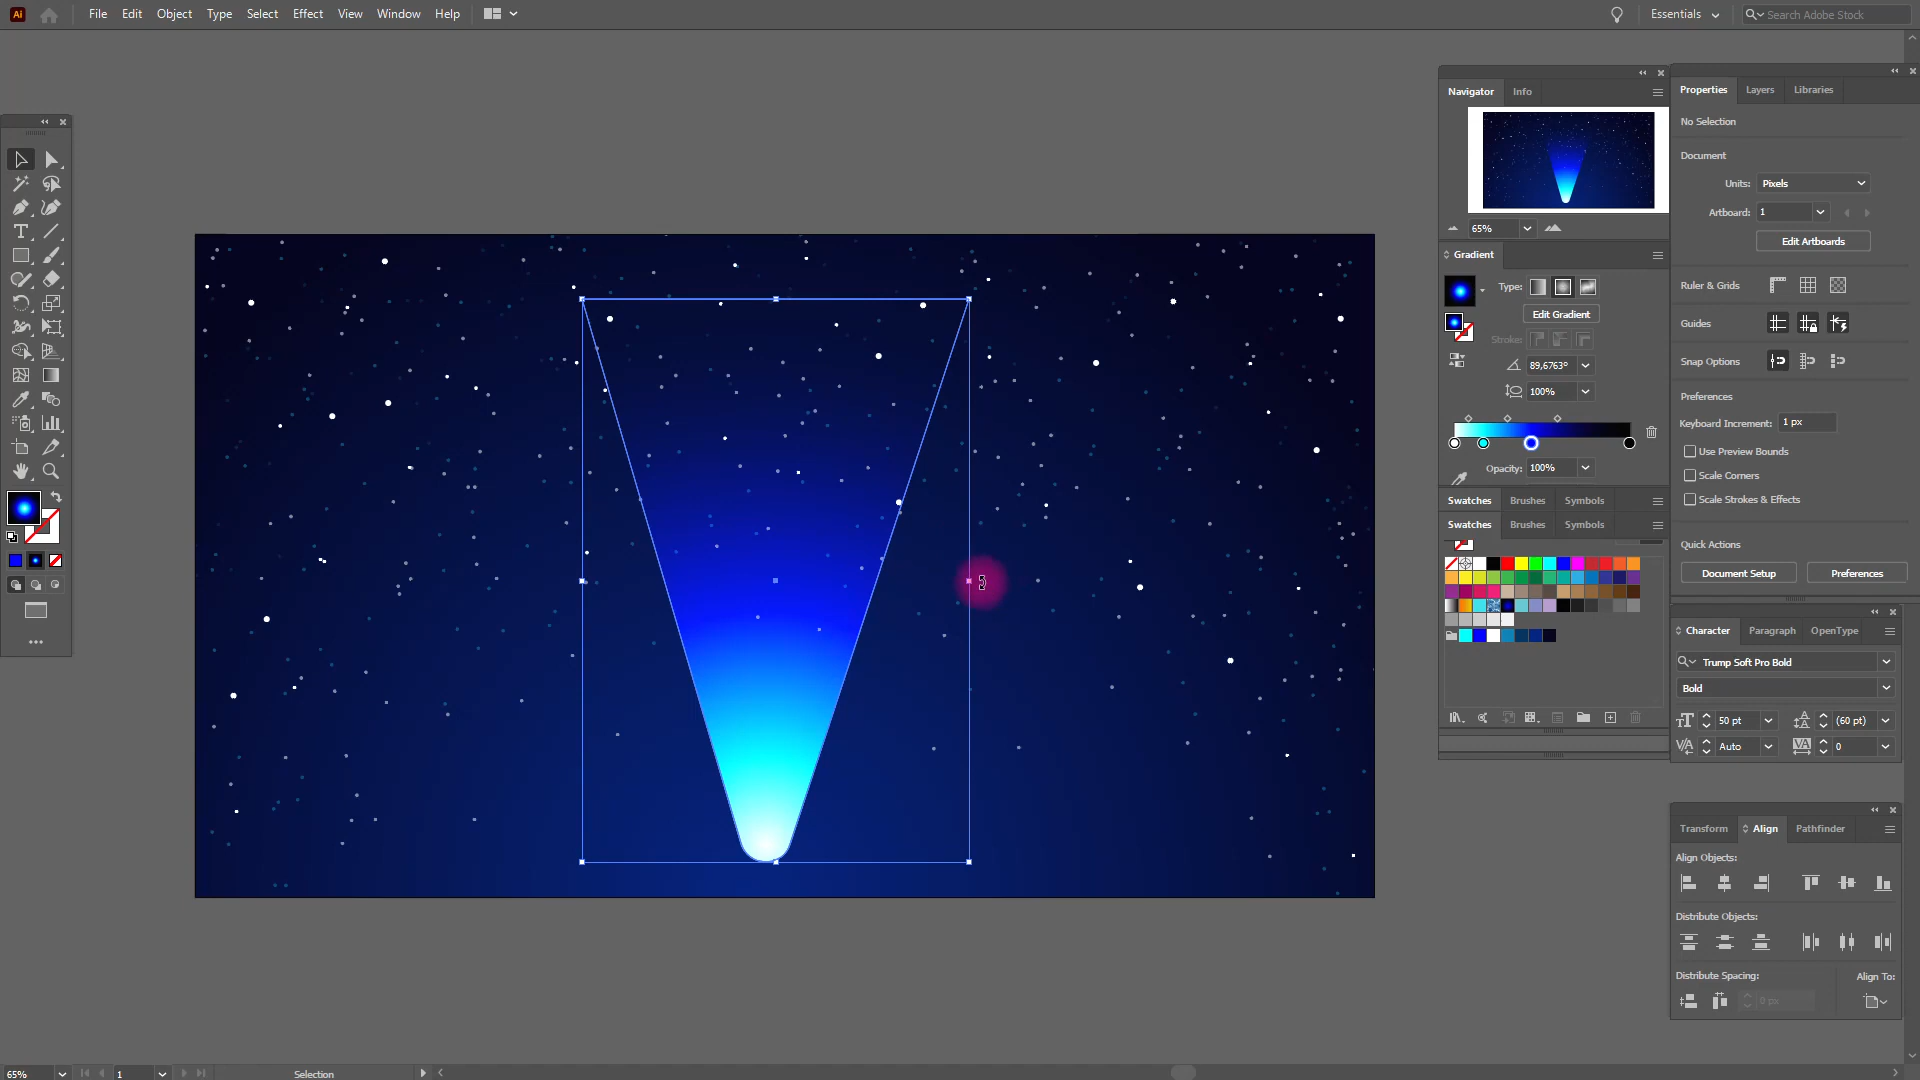 Ai File Edit Object Type Select Effect View Window Help Essentials Search Adobe Stock
Navigator Info
65%
Gradient
Type:
Edit Gradient
Stroke:
89,6763°
100%
Opacity: 100%
Swatches Brushes Symbols
Swatches Brushes Symbols
Properties Layers Libraries
No Selection
Document
Units: Pixels
Artboard: 1
Edit Artboards
Ruler & Grids
Guides
Snap Options
Preferences
Keyboard Increment: 1 px
Use Preview Bounds
Scale Corners
Scale Strokes & Effects
Quick Actions
Document Setup Preferences
Character Paragraph OpenType
Trump Soft Pro Bold
Bold
50 pt (60 pt)
Auto 0
Transform Align Pathfinder
Align Objects:
Distribute Objects:
Distribute Spacing: Align To:
0 px
65% 1 Selection